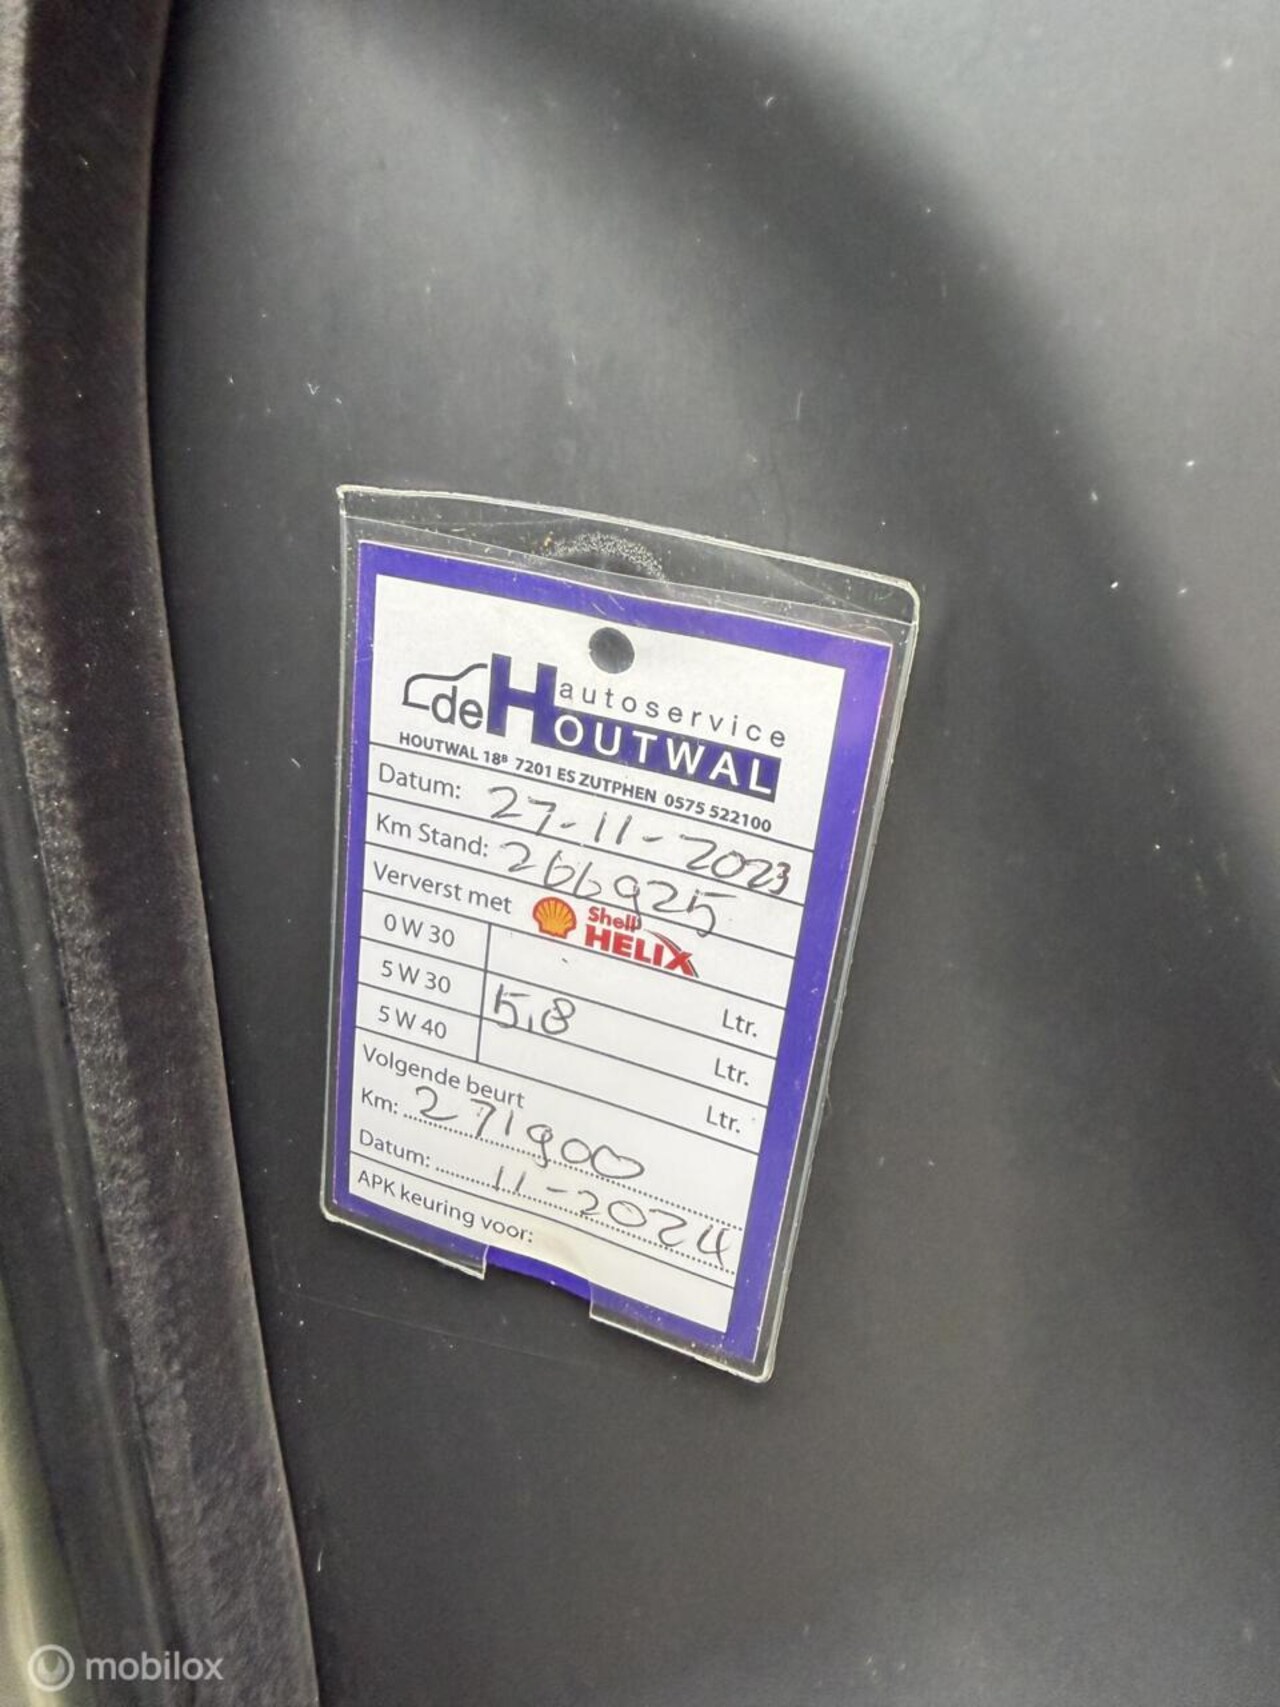 de Houtwal autoservice
HOUTWAL 18B 7201 ES ZUTPHEN 0575 522100
Datum: 27-11-2023
Km Stand: 266925
Ververst met Shell HELIX
0 W 30 Ltr.
5 W 30 5,8 Ltr.
5 W 40 Ltr.
Volgende beurt
Km: 271900
Datum: 11-2024
APK keuring voor:
mobilox